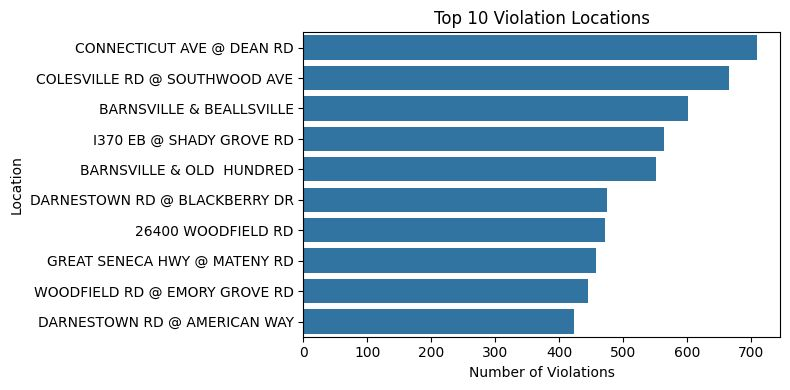 Top 10 Violation Locations
Location
CONNECTICUT AVE @ DEAN RD
COLESVILLE RD @ SOUTHWOOD AVE
BARNSVILLE & BEALLSVILLE
I370 EB @ SHADY GROVE RD
BARNSVILLE & OLD  HUNDRED
DARNESTOWN RD @ BLACKBERRY DR
26400 WOODFIELD RD
GREAT SENECA HWY @ MATENY RD
WOODFIELD RD @ EMORY GROVE RD
DARNESTOWN RD @ AMERICAN WAY
0 100 200 300 400 500 600 700
Number of Violations